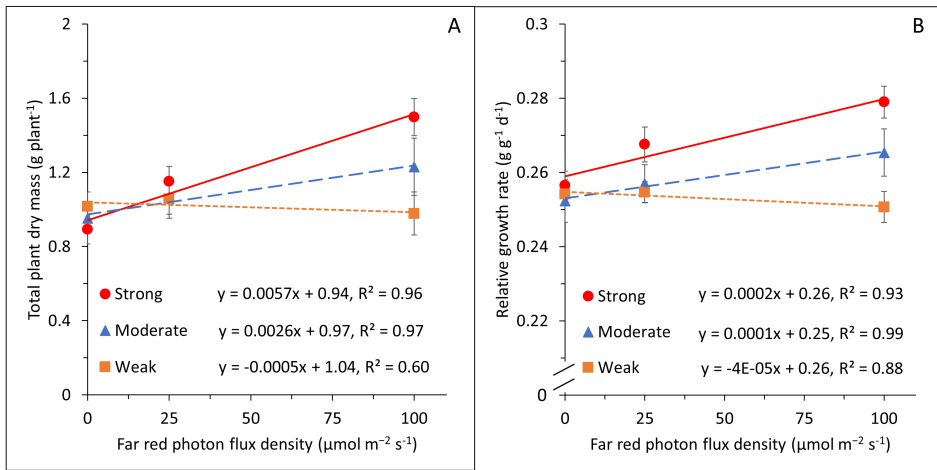 A
Total plant dry mass (g plant⁻¹)
2
1.6
1.2
0.8
0.4
0
Strong y = 0.0057x + 0.94, R² = 0.96
Moderate y = 0.0026x + 0.97, R² = 0.97
Weak y = -0.0005x + 1.04, R² = 0.60
0 25 50 75 100
Far red photon flux density (µmol m⁻² s⁻¹)
B
Relative growth rate (g g⁻¹ d⁻¹)
0.3
0.28
0.26
0.24
0.22
0
Strong y = 0.0002x + 0.26, R² = 0.93
Moderate y = 0.0001x + 0.25, R² = 0.99
Weak y = -4E-05x + 0.26, R² = 0.88
0 25 50 75 100
Far red photon flux density (µmol m⁻² s⁻¹)